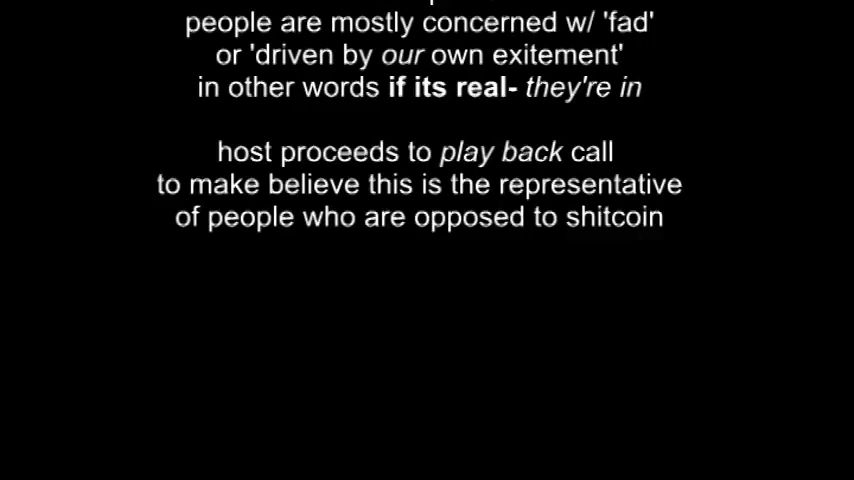 people are mostly concerned w/ 'fad'
or 'driven by our own exitement'
in other words if its real- they're in
host proceeds to play back call
to make believe this is the representative
of people who are opposed to shitcoin